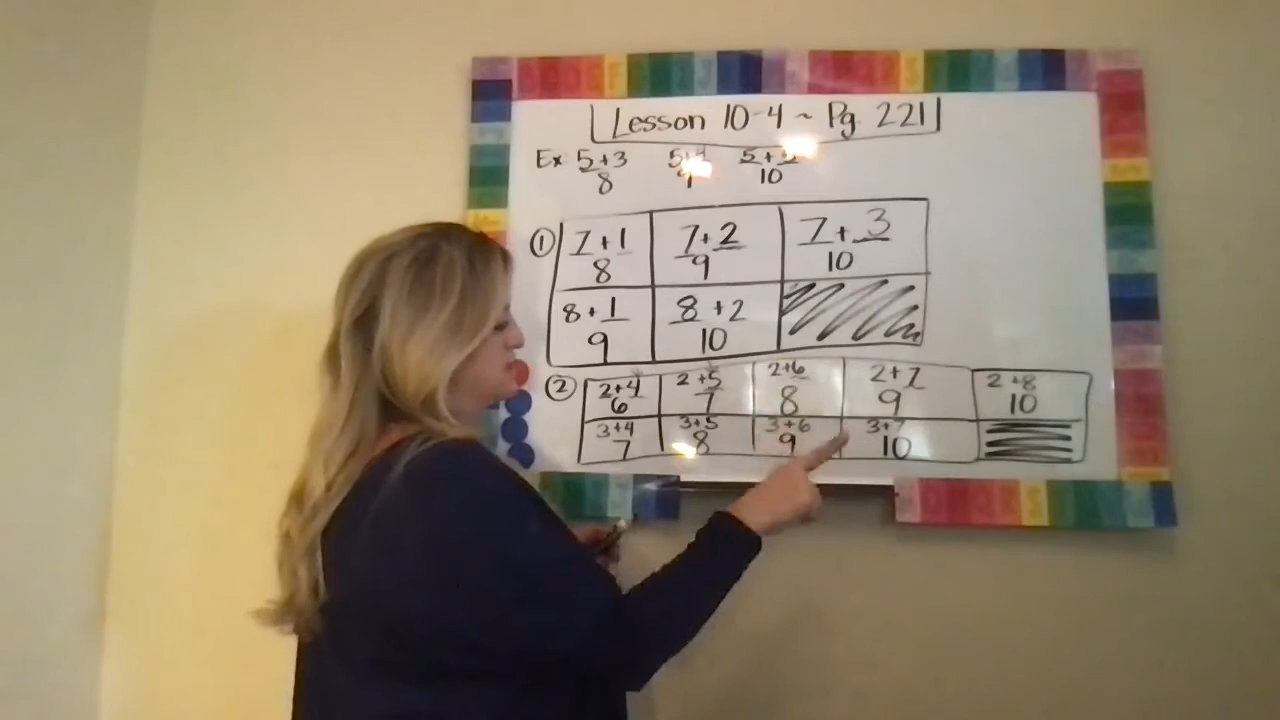 Lesson 10-4 ~ Pg. 221
Ex: 5+3 5+ 5+
8 10
① 7+1 7+2 7+3
8 9 10
8+1 8+2
9 10
② 2+4 2+5 2+6 2+7 2+8
6 7 8 9 10
3+4 3+5 3+6 3+7
7 8 9 10